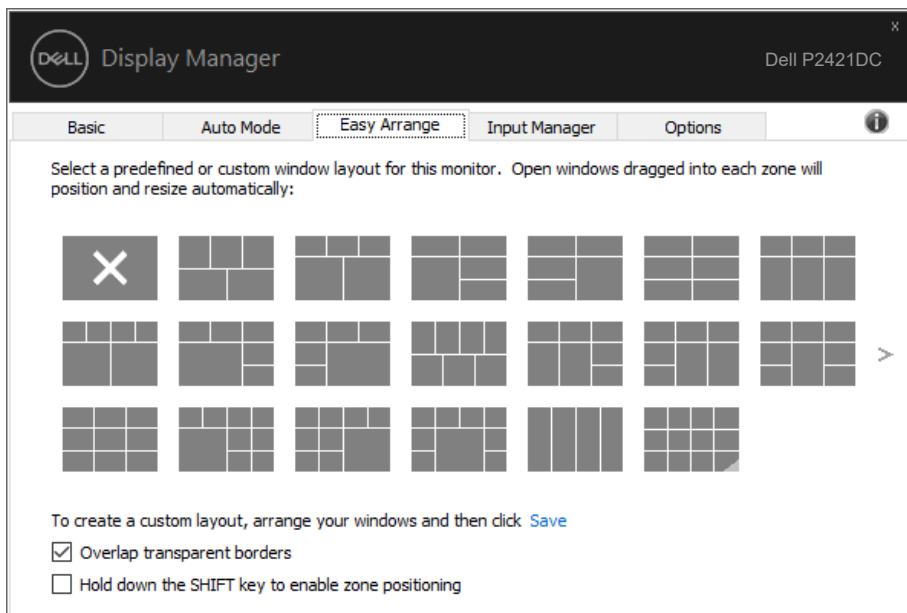 x
DELL Display Manager
Dell P2421DC
Basic Auto Mode Easy Arrange Input Manager Options i
Select a predefined or custom window layout for this monitor. Open windows dragged into each zone will
position and resize automatically:
>
To create a custom layout, arrange your windows and then click Save
Overlap transparent borders
Hold down the SHIFT key to enable zone positioning